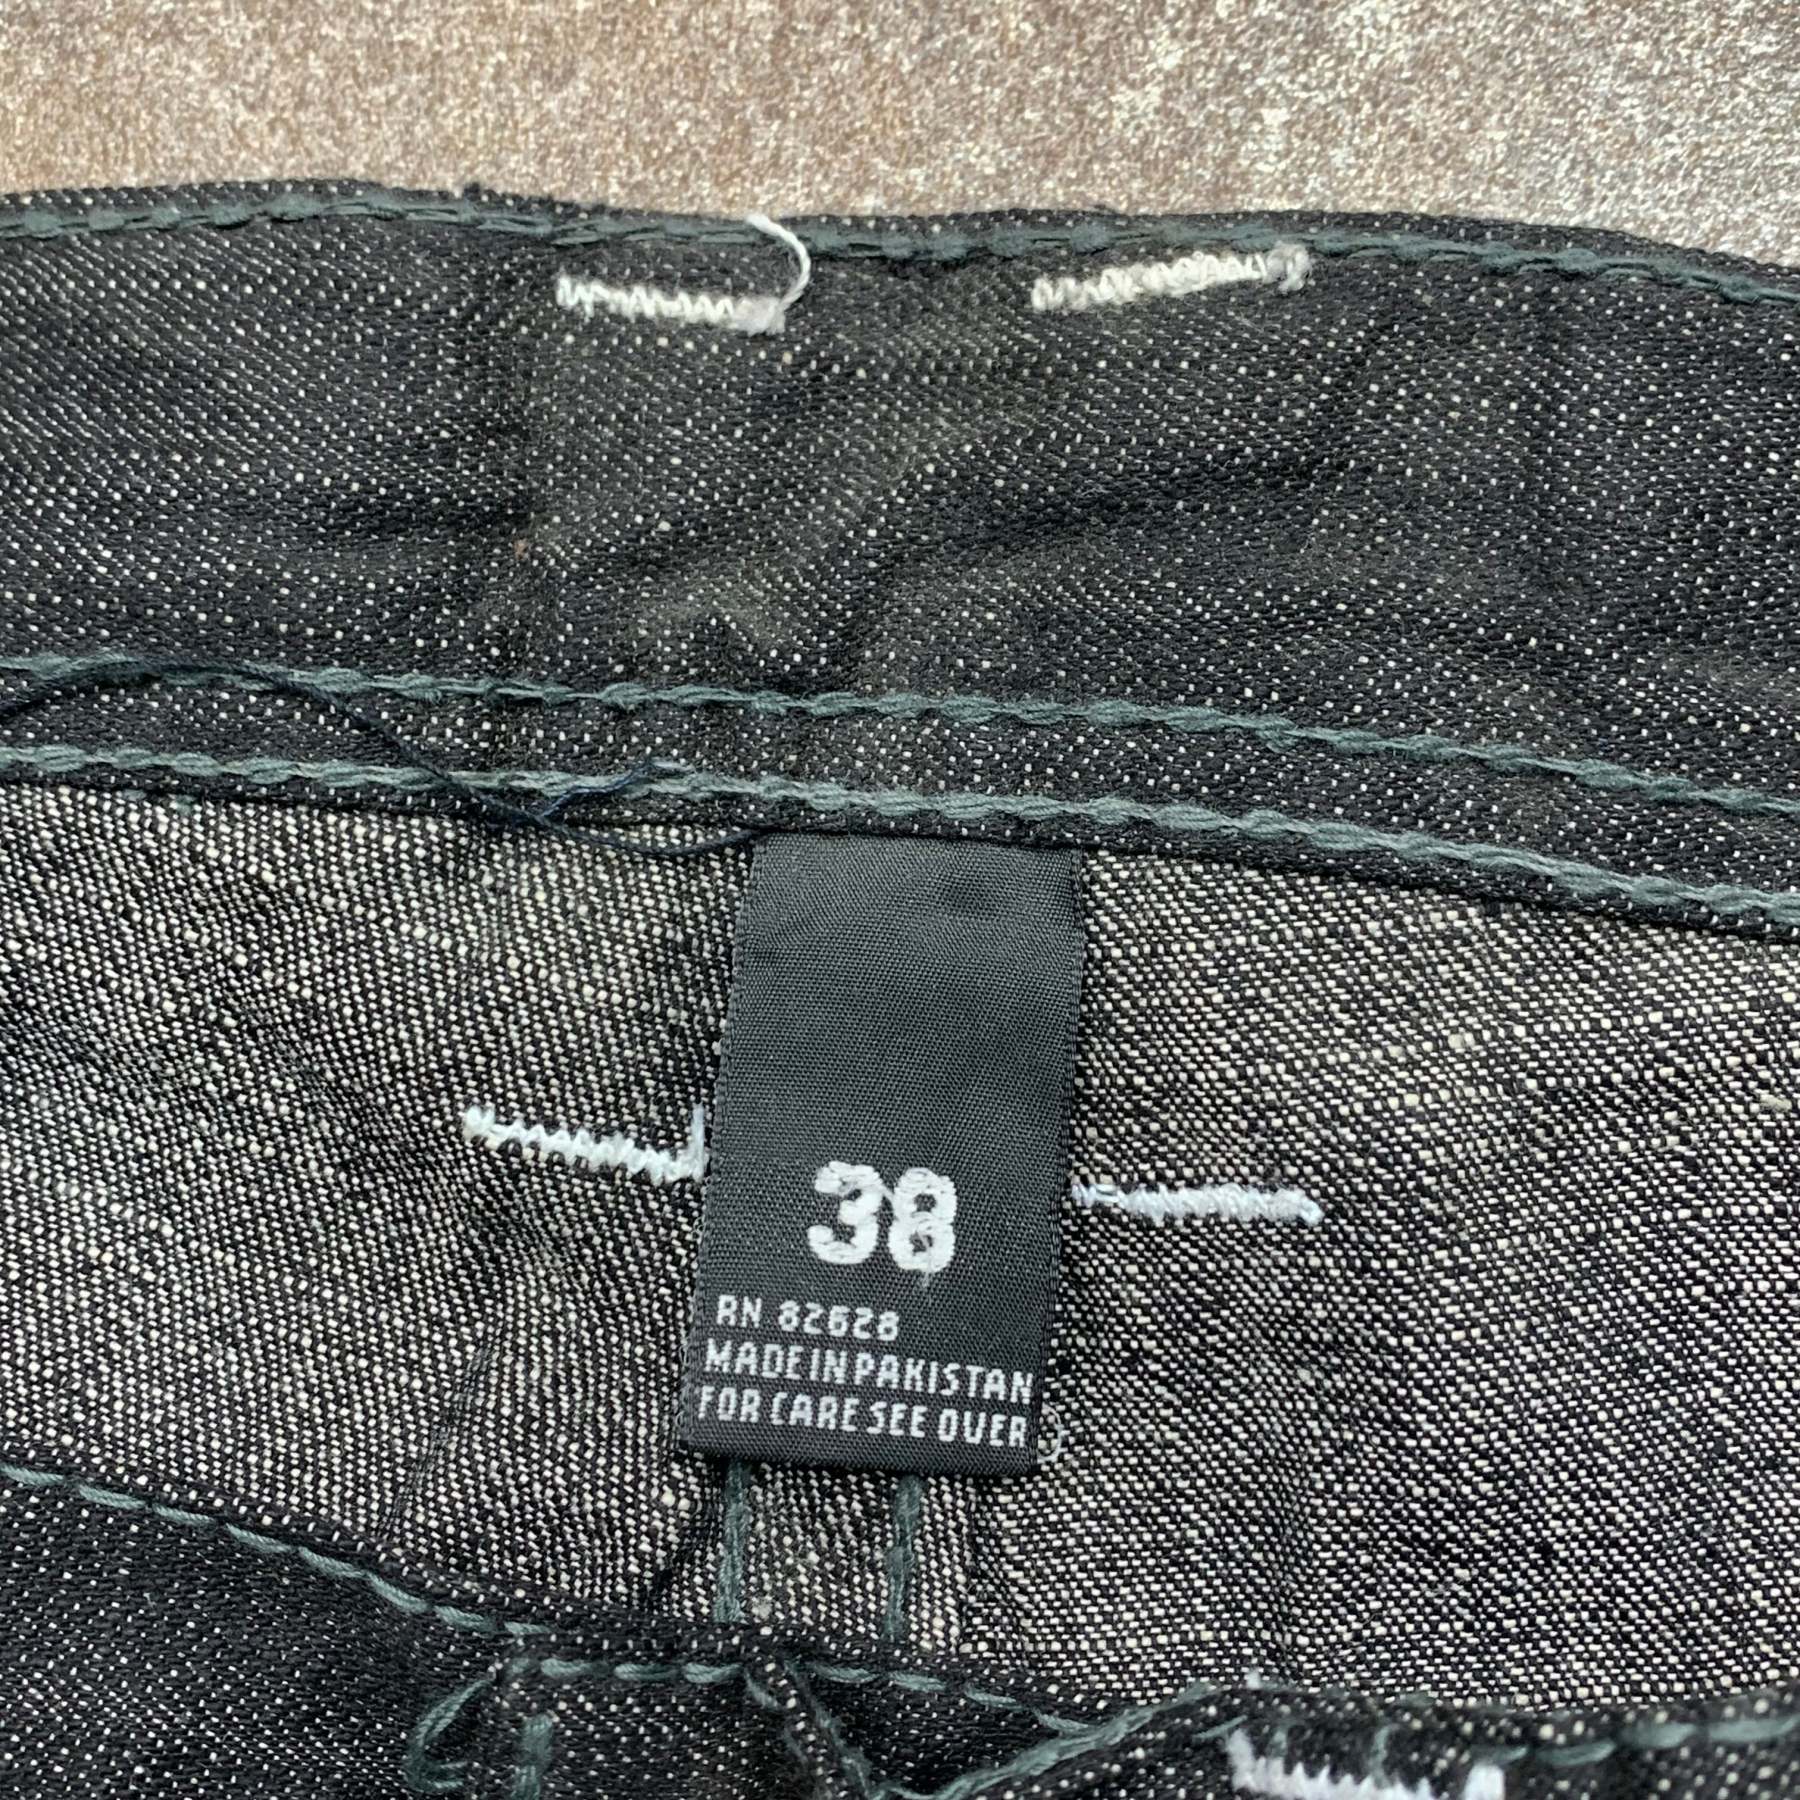 38
RN 82628
MADE IN PAKISTAN
FOR CARE SEE OVER